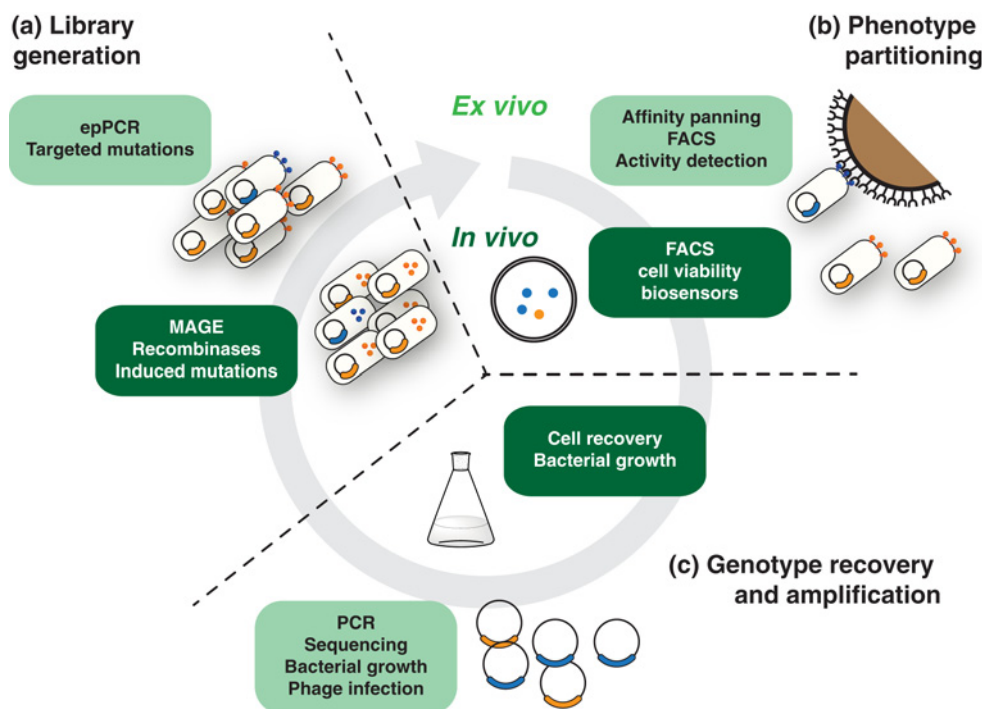 (a) Library
generation
epPCR
Targeted mutations
MAGE
Recombinases
Induced mutations
Ex vivo
In vivo
(b) Phenotype
partitioning
Affinity panning
FACS
Activity detection
FACS
cell viability
biosensors
Cell recovery
Bacterial growth
(c) Genotype recovery
and amplification
PCR
Sequencing
Bacterial growth
Phage infection